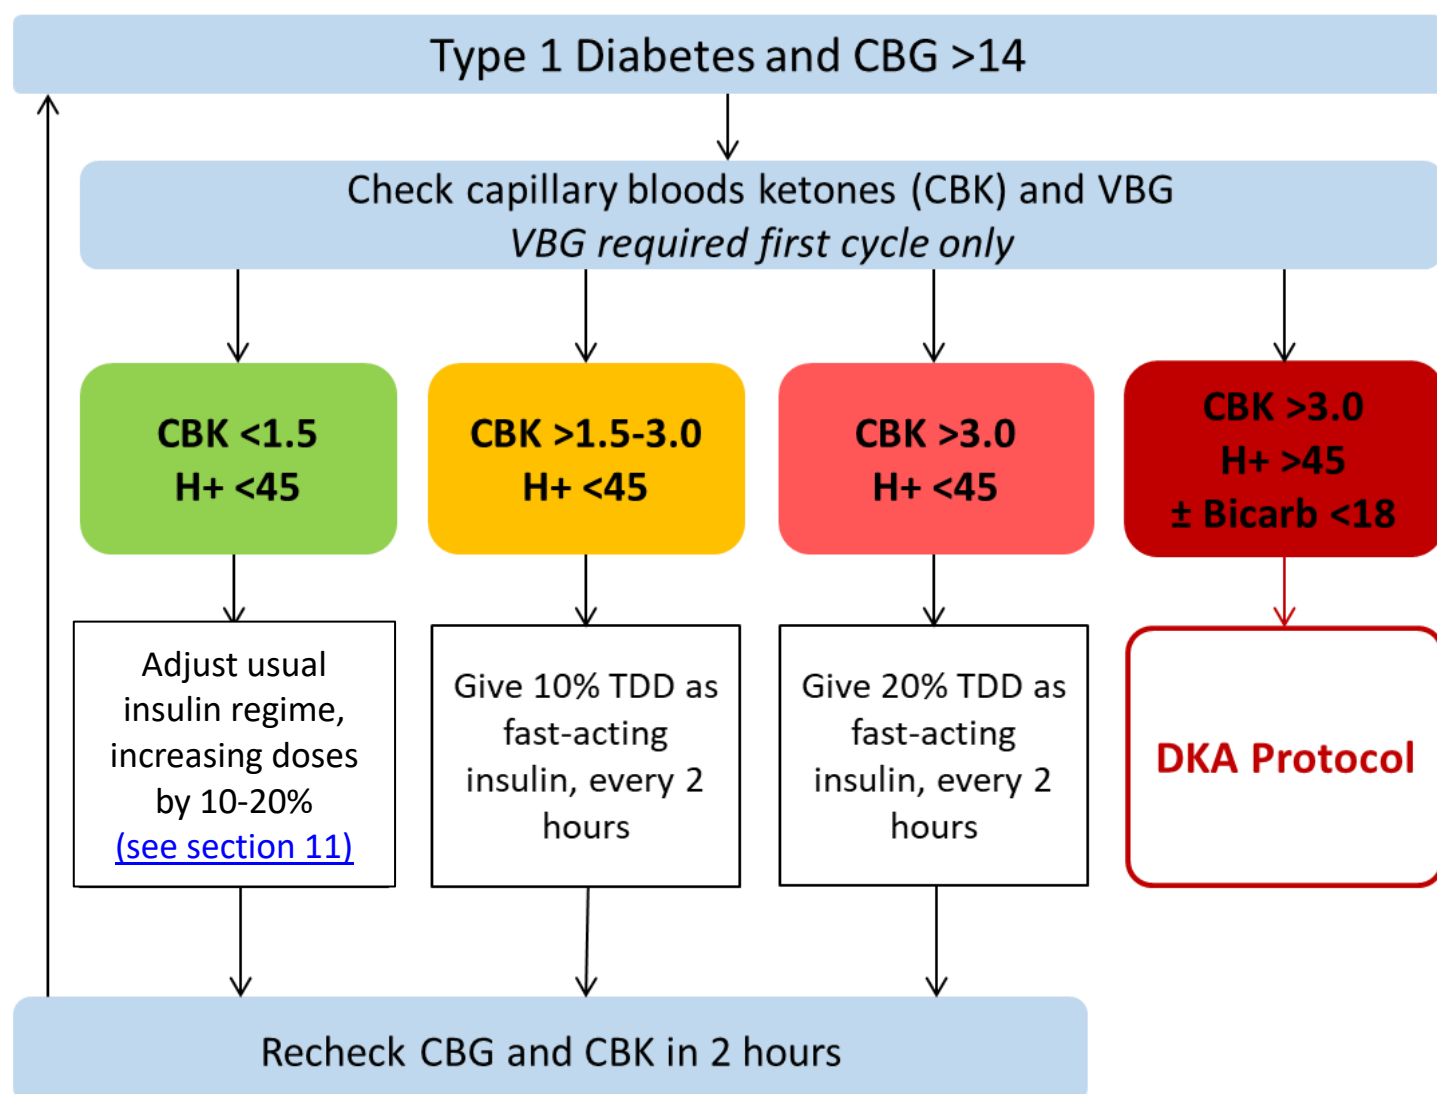 Type 1 Diabetes and CBG >14
Check capillary bloods ketones (CBK) and VBG
VBG required first cycle only
CBK <1.5
H+ <45
CBK >1.5-3.0
H+ <45
CBK >3.0
H+ <45
CBK >3.0
H+ >45
± Bicarb <18
Adjust usual
insulin regime,
increasing doses
by 10-20%
(see section 11)
Give 10% TDD as
fast-acting
insulin, every 2
hours
Give 20% TDD as
fast-acting
insulin, every 2
hours
DKA Protocol
Recheck CBG and CBK in 2 hours